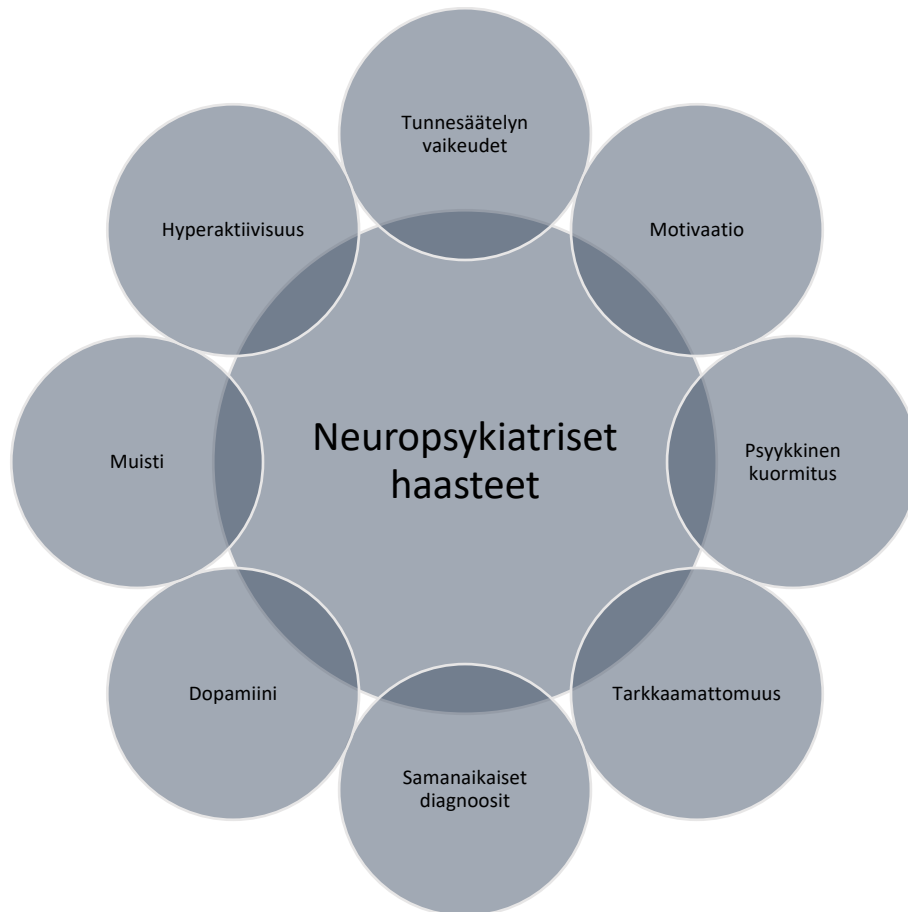 Tunnesäätelyn
vaikeudet
Hyperaktiivisuus
Motivaatio
Neuropsykiatriset
haasteet
Muisti
Psyykkinen
kuormitus
Dopamiini
Tarkkaamattomuus
Samanaikaiset
diagnoosit